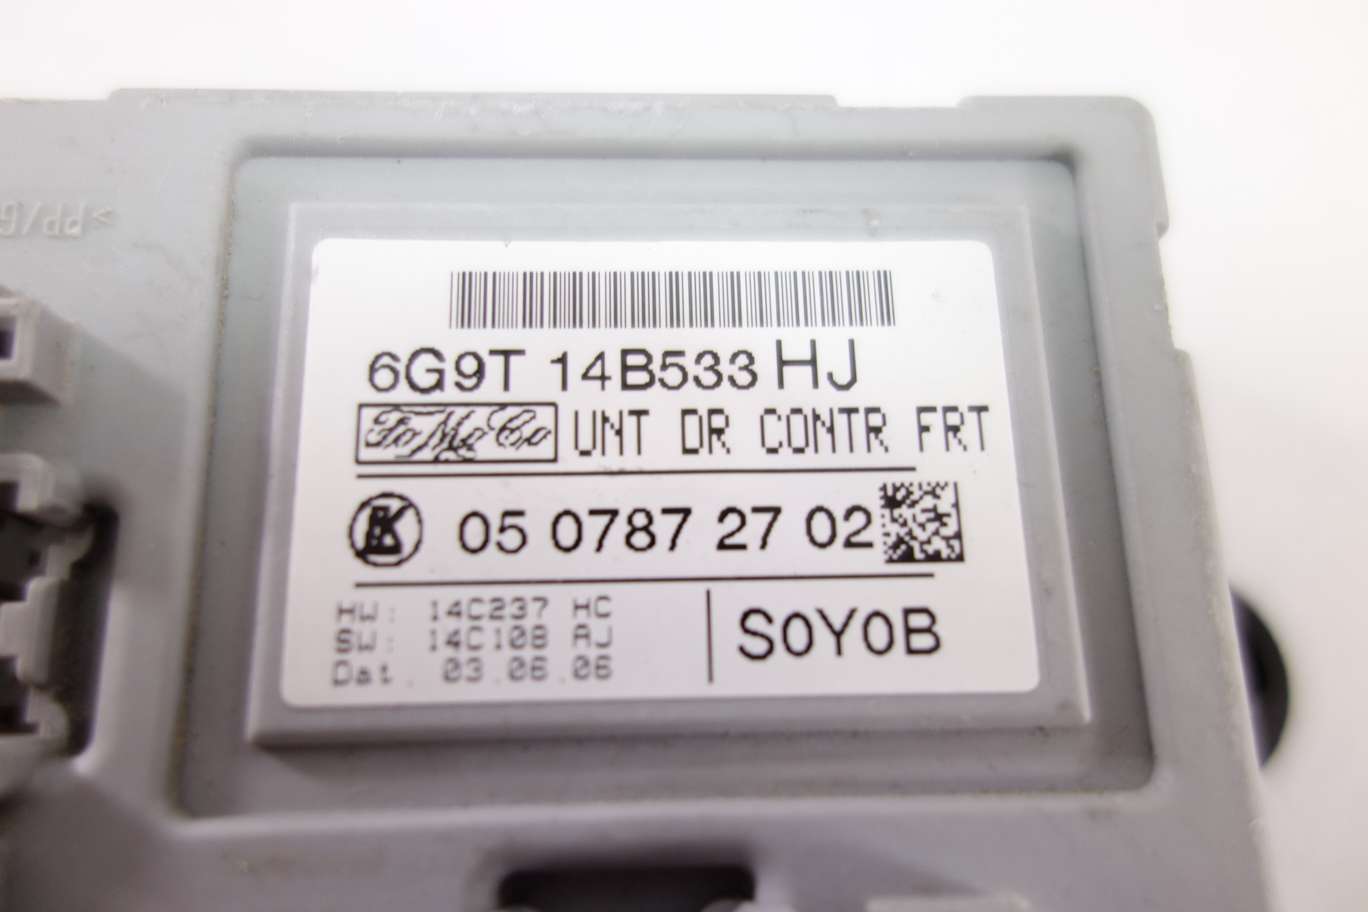 >PP/G
6G9T 14B533 HJ
FoMoCo UNT DR CONTR FRT
05 0787 27 02
HW: 14C237 HC
SW: 14C108 AJ
Dat. 03.06.06
S0Y0B